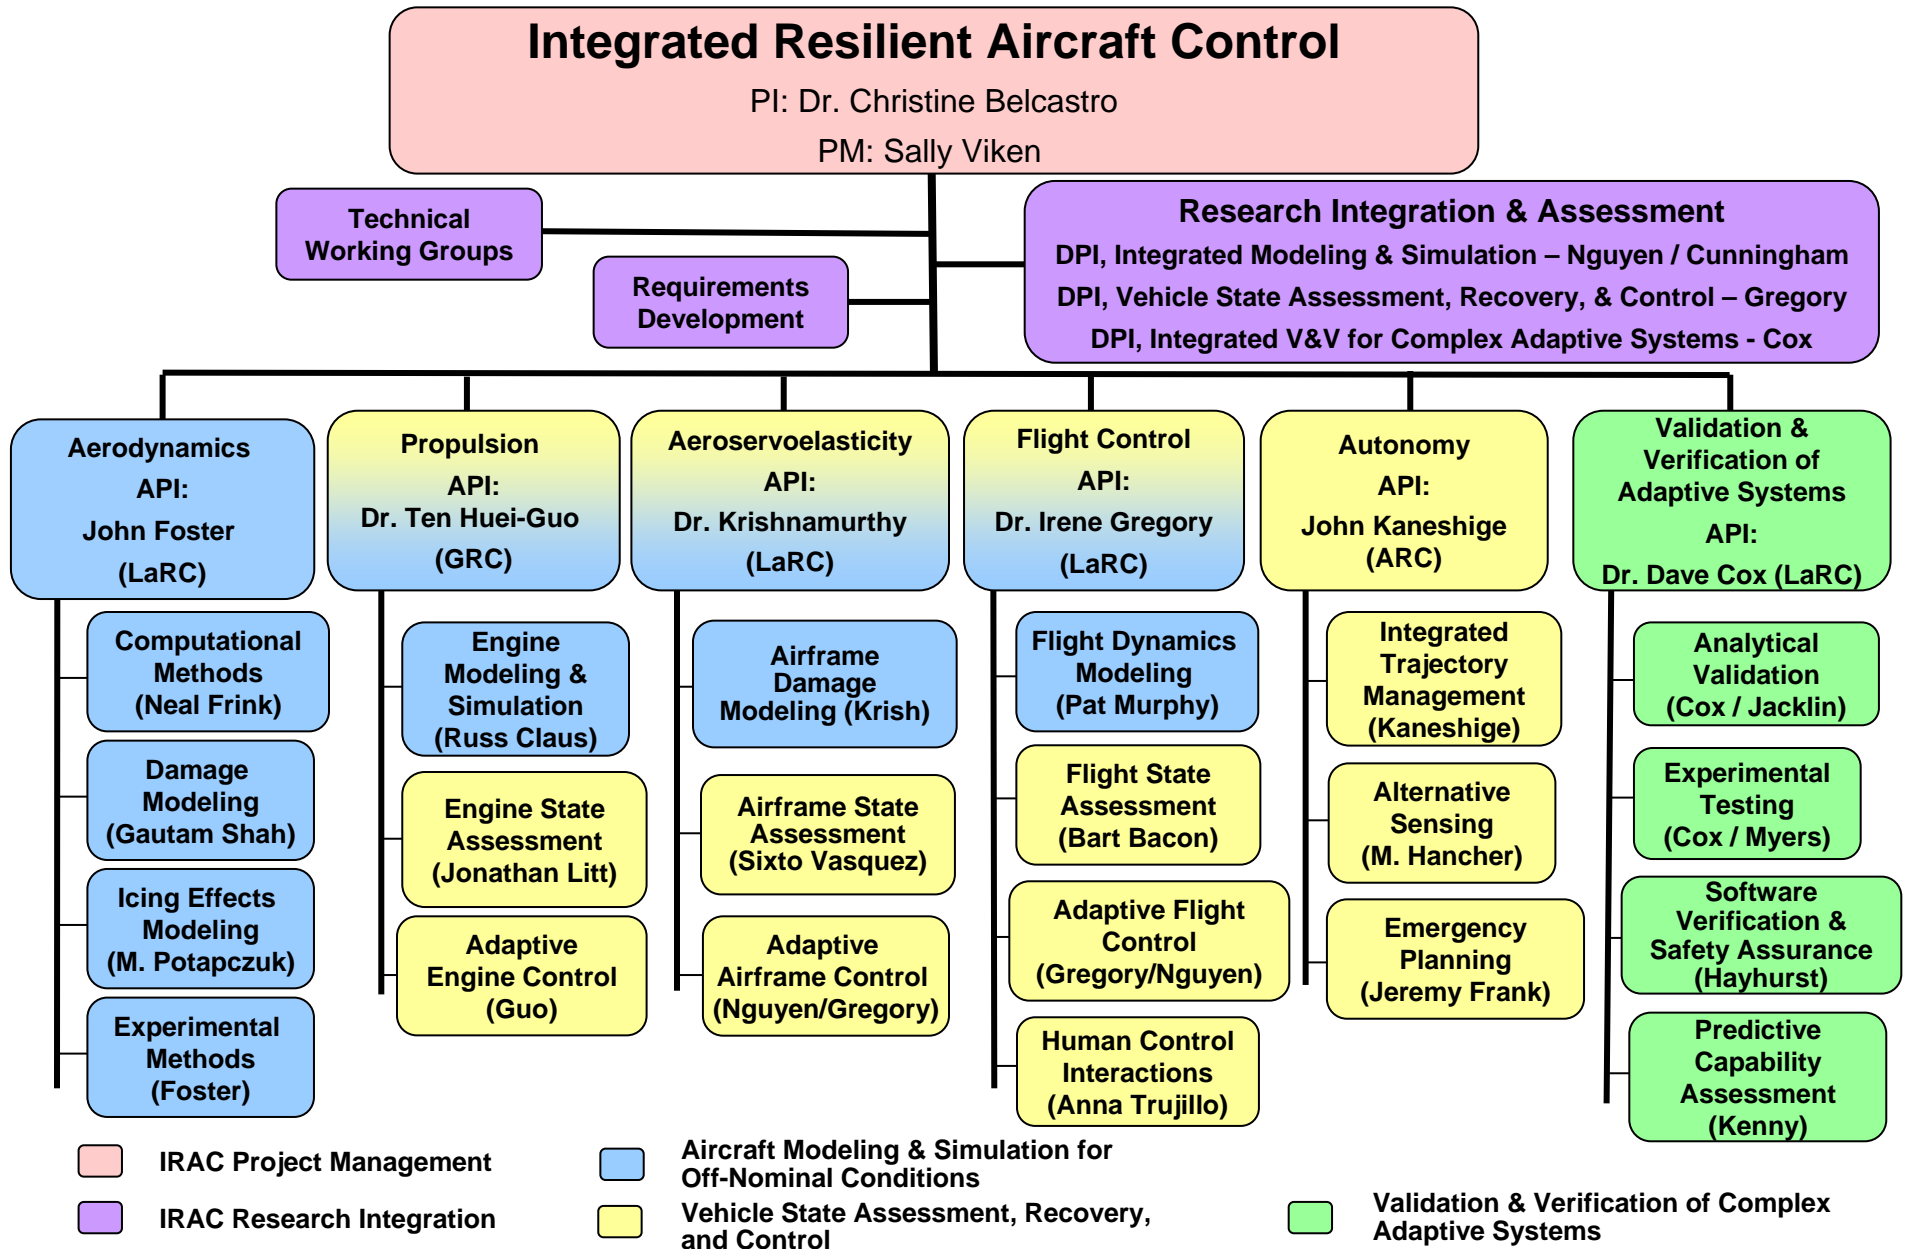 Integrated Resilient Aircraft Control
PI: Dr. Christine Belcastro
PM: Sally Viken
Technical
Working Groups
Requirements
Development
Research Integration & Assessment
DPI, Integrated Modeling & Simulation – Nguyen / Cunningham
DPI, Vehicle State Assessment, Recovery, & Control – Gregory
DPI, Integrated V&V for Complex Adaptive Systems - Cox
Aerodynamics
API:
John Foster
(LaRC)
Computational
Methods
(Neal Frink)
Damage
Modeling
(Gautam Shah)
Icing Effects
Modeling
(M. Potapczuk)
Experimental
Methods
(Foster)
Propulsion
API:
Dr. Ten Huei-Guo
(GRC)
Engine
Modeling &
Simulation
(Russ Claus)
Engine State
Assessment
(Jonathan Litt)
Adaptive
Engine Control
(Guo)
Aeroservoelasticity
API:
Dr. Krishnamurthy
(LaRC)
Airframe
Damage
Modeling (Krish)
Airframe State
Assessment
(Sixto Vasquez)
Adaptive
Airframe Control
(Nguyen/Gregory)
Flight Control
API:
Dr. Irene Gregory
(LaRC)
Flight Dynamics
Modeling
(Pat Murphy)
Flight State
Assessment
(Bart Bacon)
Adaptive Flight
Control
(Gregory/Nguyen)
Human Control
Interactions
(Anna Trujillo)
Autonomy
API:
John Kaneshige
(ARC)
Integrated
Trajectory
Management
(Kaneshige)
Alternative
Sensing
(M. Hancher)
Emergency
Planning
(Jeremy Frank)
Validation &
Verification of
Adaptive Systems
API:
Dr. Dave Cox (LaRC)
Analytical
Validation
(Cox / Jacklin)
Experimental
Testing
(Cox / Myers)
Software
Verification &
Safety Assurance
(Hayhurst)
Predictive
Capability
Assessment
(Kenny)
IRAC Project Management
IRAC Research Integration
Aircraft Modeling & Simulation for
Off-Nominal Conditions
Vehicle State Assessment, Recovery,
and Control
Validation & Verification of Complex
Adaptive Systems